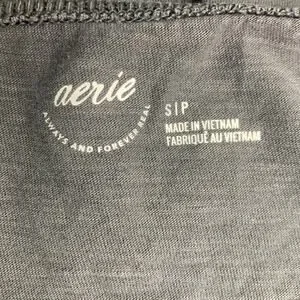 aerie
ALWAYS AND FOREVER REAL
S|P
MADE IN VIETNAM
FABRIQUÉ AU VIETNAM